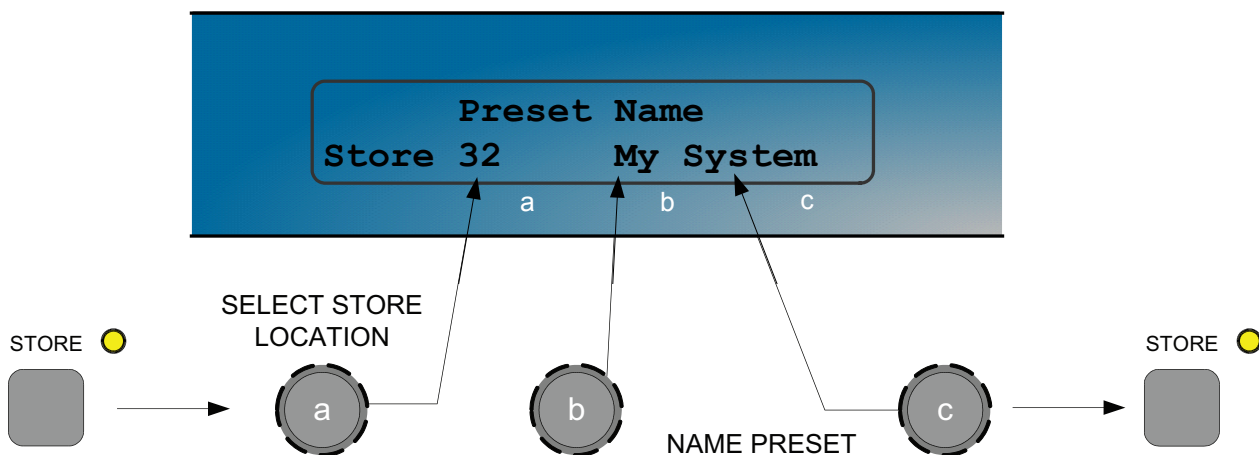 Preset Name
Store 32 My System
a b c
SELECT STORE
LOCATION
STORE
STORE
a b c
NAME PRESET